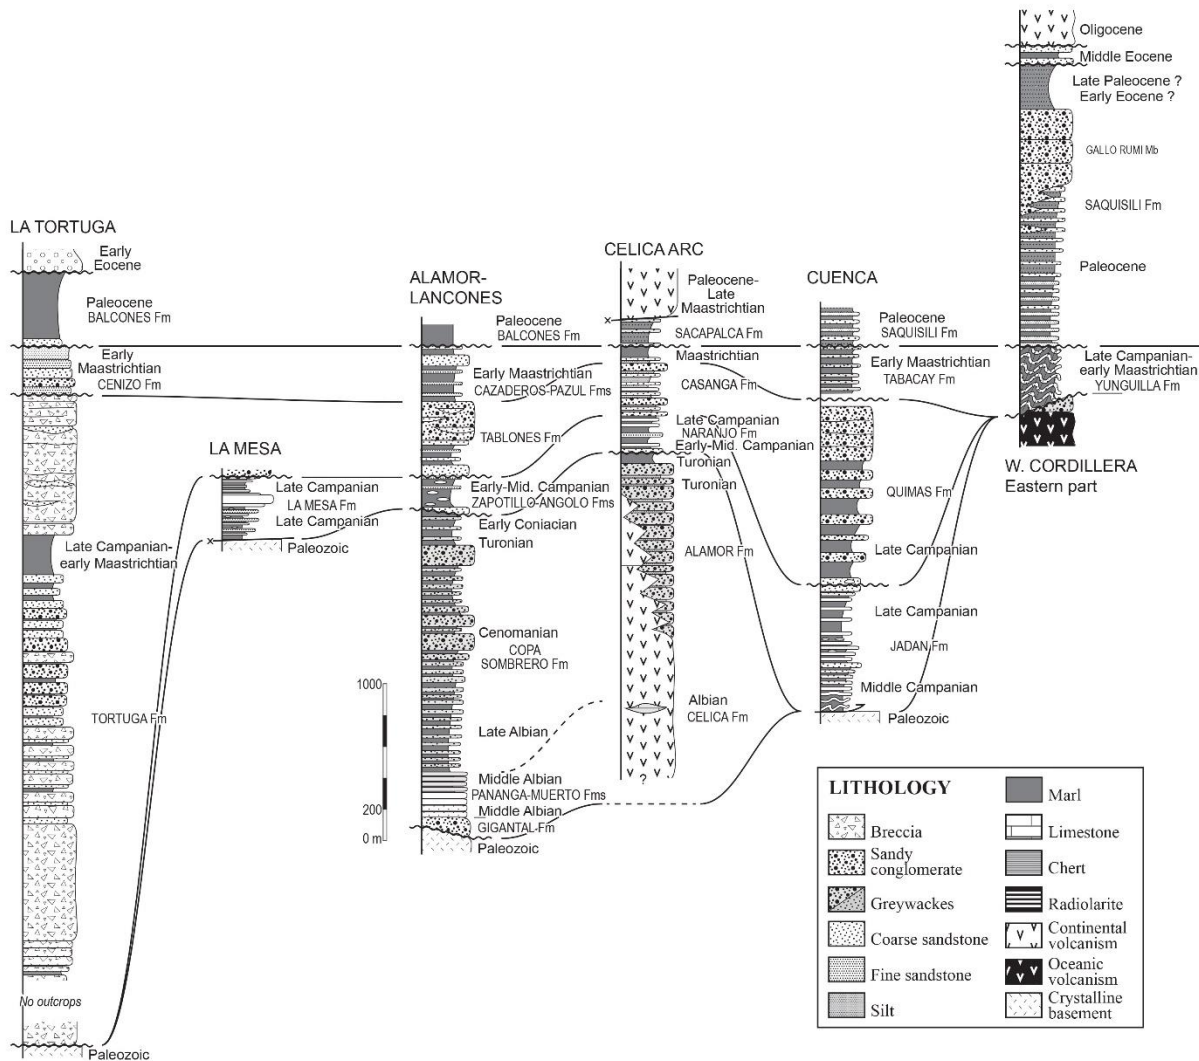 LA TORTUGA
Early
Eocene
Paleocene
BALCONES Fm
Early
Maastrichtian
CENIZO Fm
Late Campanian-
early Maastrichtian
TORTUGA Fm
No outcrops
Paleozoic
LA MESA
Late Campanian
LA MESA Fm
Late Campanian
Paleozoic
ALAMOR-
LANCONES
Paleocene
BALCONES Fm
Early Maastrichtian
CAZADEROS-PAZUL Fms
TABLONES Fm
Early-Mid. Campanian
ZAPOTILLO-ANGOLO Fms
Early Coniacian
Turonian
Cenomanian
COPA
SOMBRERO Fm
Late Albian
Middle Albian
PANANGA-MUERTO Fms
Middle Albian
GIGANTAL-Fm
Paleozoic
1000
200
0 m
CELICA ARC
Paleocene-
Late
Maastrichtian
SACAPALCA Fm
Maastrichtian
CASANGA Fm
Late Campanian
NARANJO Fm
Early-Mid. Campanian
Turonian
Turonian
ALAMOR Fm
Albian
CELICA Fm
?
CUENCA
Paleocene
SAQUISILI Fm
Early Maastrichtian
TABACAY Fm
QUIMAS Fm
Late Campanian
Late Campanian
JADAN Fm
Middle Campanian
Paleozoic
Oligocene
Middle Eocene
Late Paleocene ?
Early Eocene ?
GALLO RUMI Mb
SAQUISILI Fm
Paleocene
Late Campanian-
early Maastrichtian
YUNGUILLA Fm
W. CORDILLERA
Eastern part
LITHOLOGY
Breccia
Sandy
conglomerate
Greywackes
Coarse sandstone
Fine sandstone
Silt
Marl
Limestone
Chert
Radiolarite
Continental
volcanism
Oceanic
volcanism
Crystalline
basement